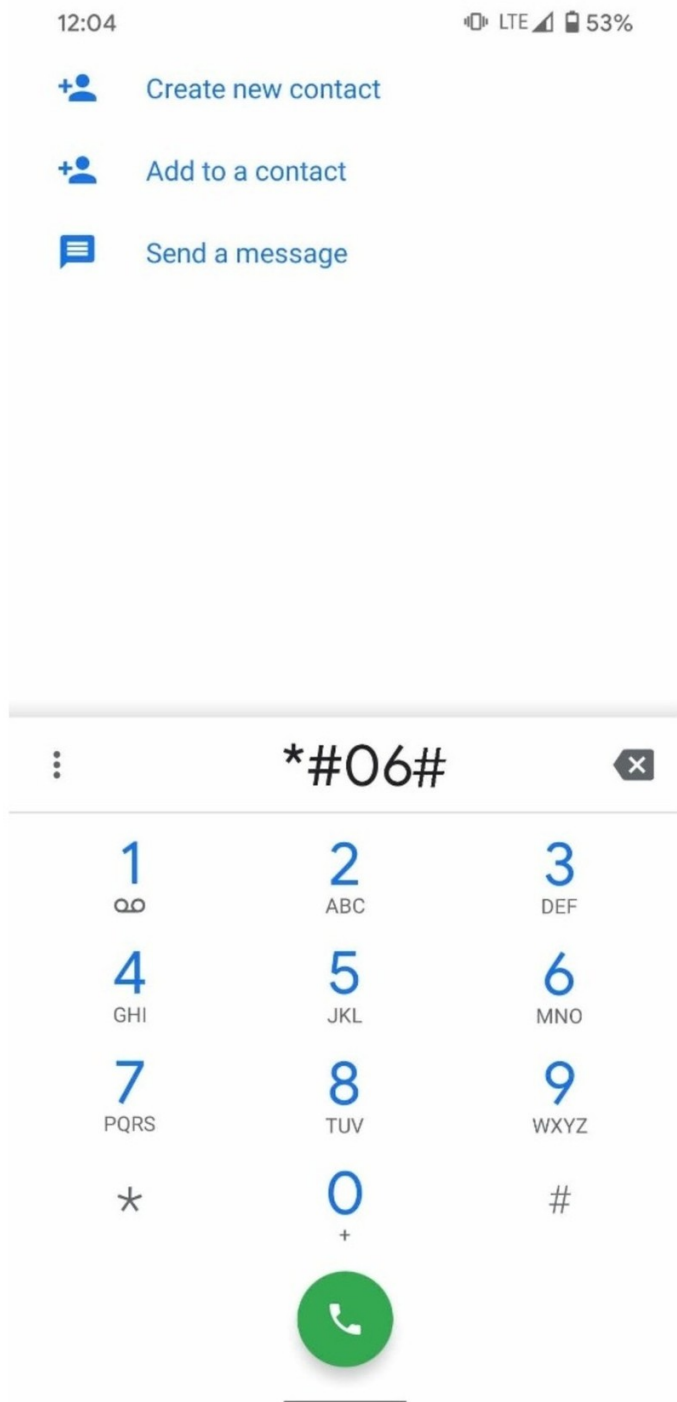 12:04 LTE 53%
Create new contact
Add to a contact
Send a message
*#06#
1 2 3
ABC DEF
4 5 6
GHI JKL MNO
7 8 9
PQRS TUV WXYZ
* 0 #
+